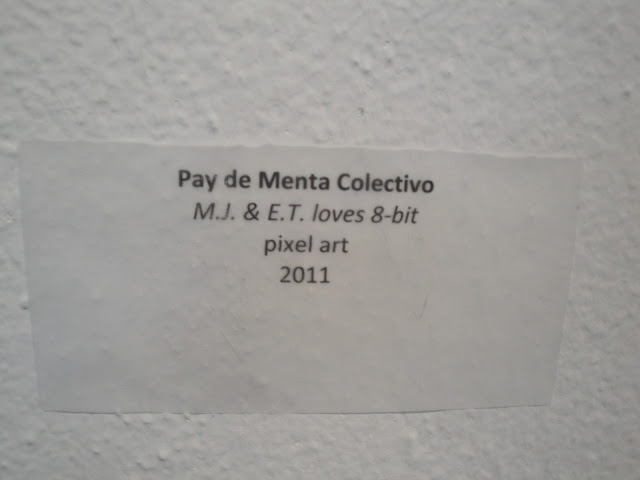 Pay de Menta Colectivo
M.J. & E.T. loves 8-bit
pixel art
2011